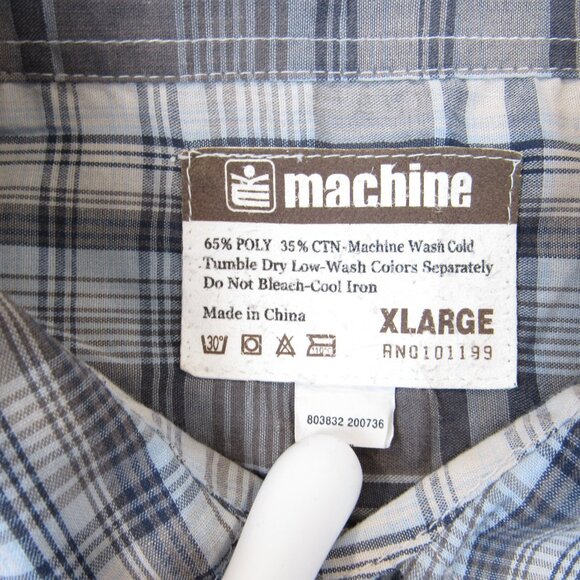 machine
65% POLY 35% CTN-Machine Wash Cold
Tumble Dry Low-Wash Colors Separately
Do Not Bleach-Cool Iron
Made in China
XLARGE
30°
RN0101199
803832 200736